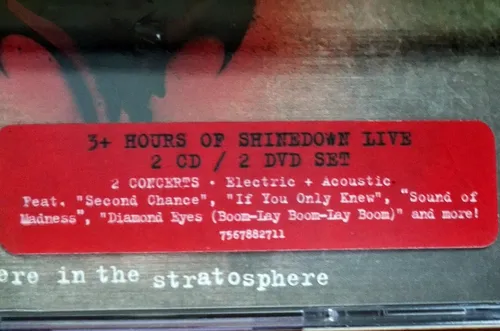 3+ HOURS OF SHINEDOWN LIVE
2 CD / 2 DVD SET
2 CONCERTS • Electric + Acoustic
Feat. "Second Chance", "If You Only Knew", "Sound of
Madness", "Diamond Eyes (Boom-Lay Boom-Lay Boom)" and more!
7567882711
ere in the stratosphere